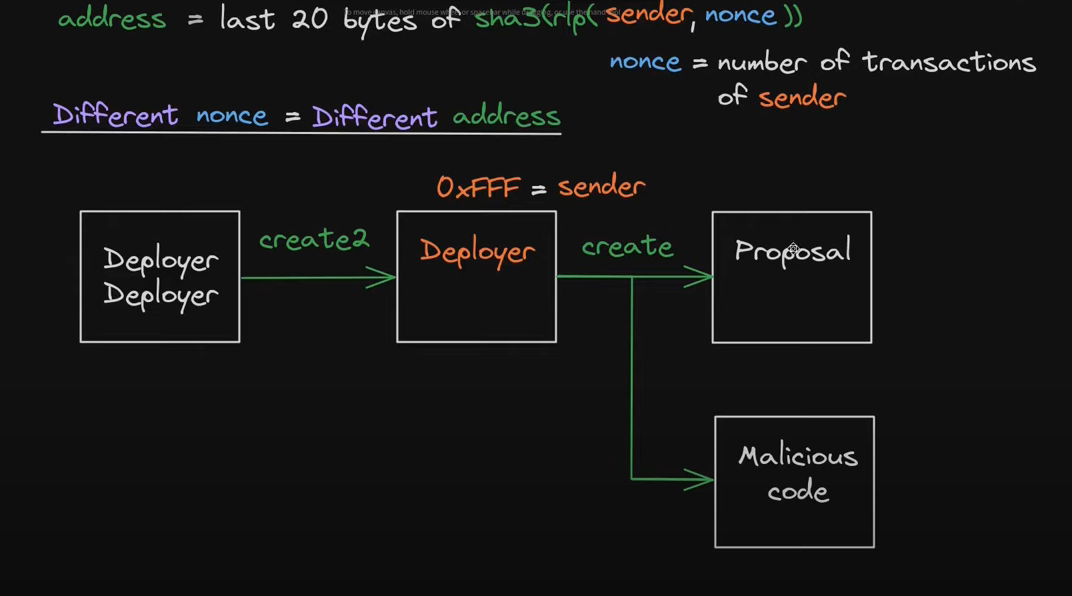 address = last 20 bytes of sha3(rlp(sender, nonce))
nonce = number of transactions
of sender
Different nonce = Different address
0xFFF = sender
Deployer
Deployer
create2
Deployer
create
Proposal
Malicious
code